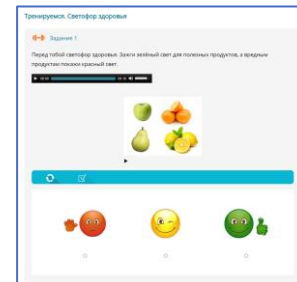 Тренируемся. Светофор здоровья
Задание 1
Перед тобой светофор здоровья. Зажги зелёный свет для полезных продуктов, а вредным
продуктам покажи красный свет.